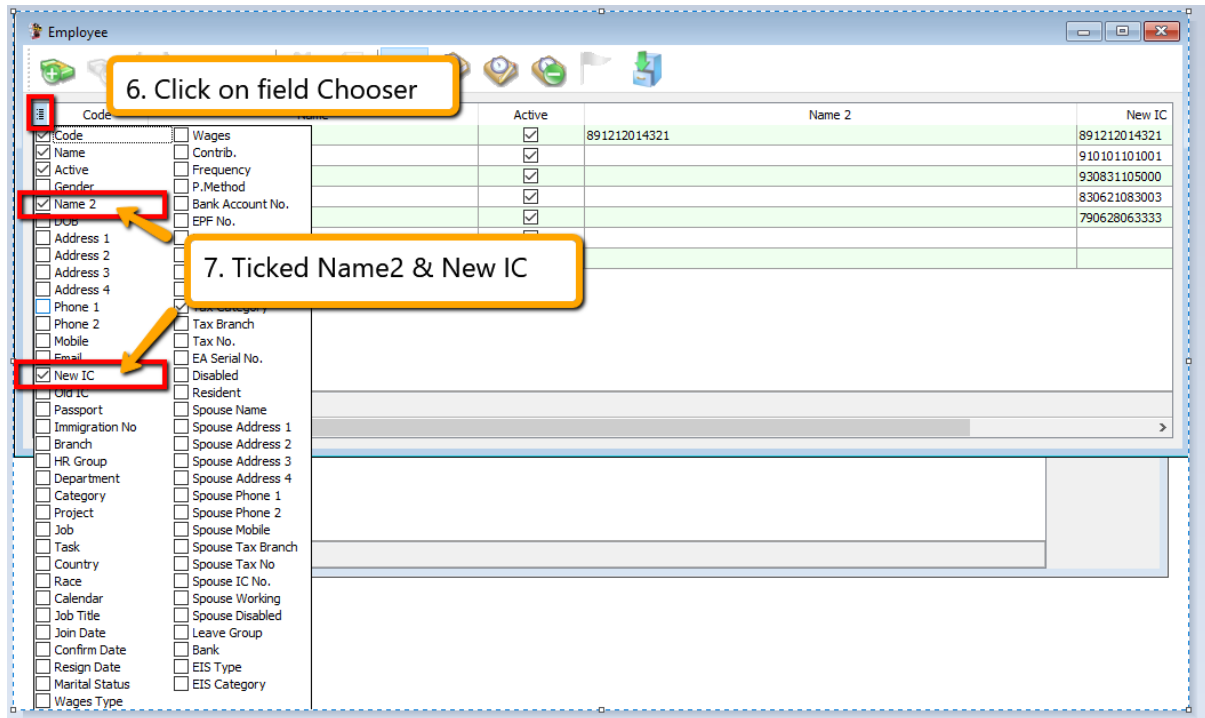 Employee
6. Click on field Chooser
Code
Active
Name 2
New IC
891212014321
891212014321
910101101001
930831105000
830621083003
790628063333
Code
Name
Active
Gender
Name 2
DOB
Address 1
Address 2
Address 3
Address 4
Phone 1
Phone 2
Mobile
Email
New IC
Old IC
Passport
Immigration No
Branch
HR Group
Department
Category
Project
Job
Task
Country
Race
Calendar
Job Title
Join Date
Confirm Date
Resign Date
Marital Status
Wages Type
Wages
Contrib.
Frequency
P.Method
Bank Account No.
EPF No.
7. Ticked Name2 & New IC
Tax Category
Tax Branch
Tax No.
EA Serial No.
Disabled
Resident
Spouse Name
Spouse Address 1
Spouse Address 2
Spouse Address 3
Spouse Address 4
Spouse Phone 1
Spouse Phone 2
Spouse Mobile
Spouse Tax Branch
Spouse Tax No
Spouse IC No.
Spouse Working
Spouse Disabled
Leave Group
Bank
EIS Type
EIS Category